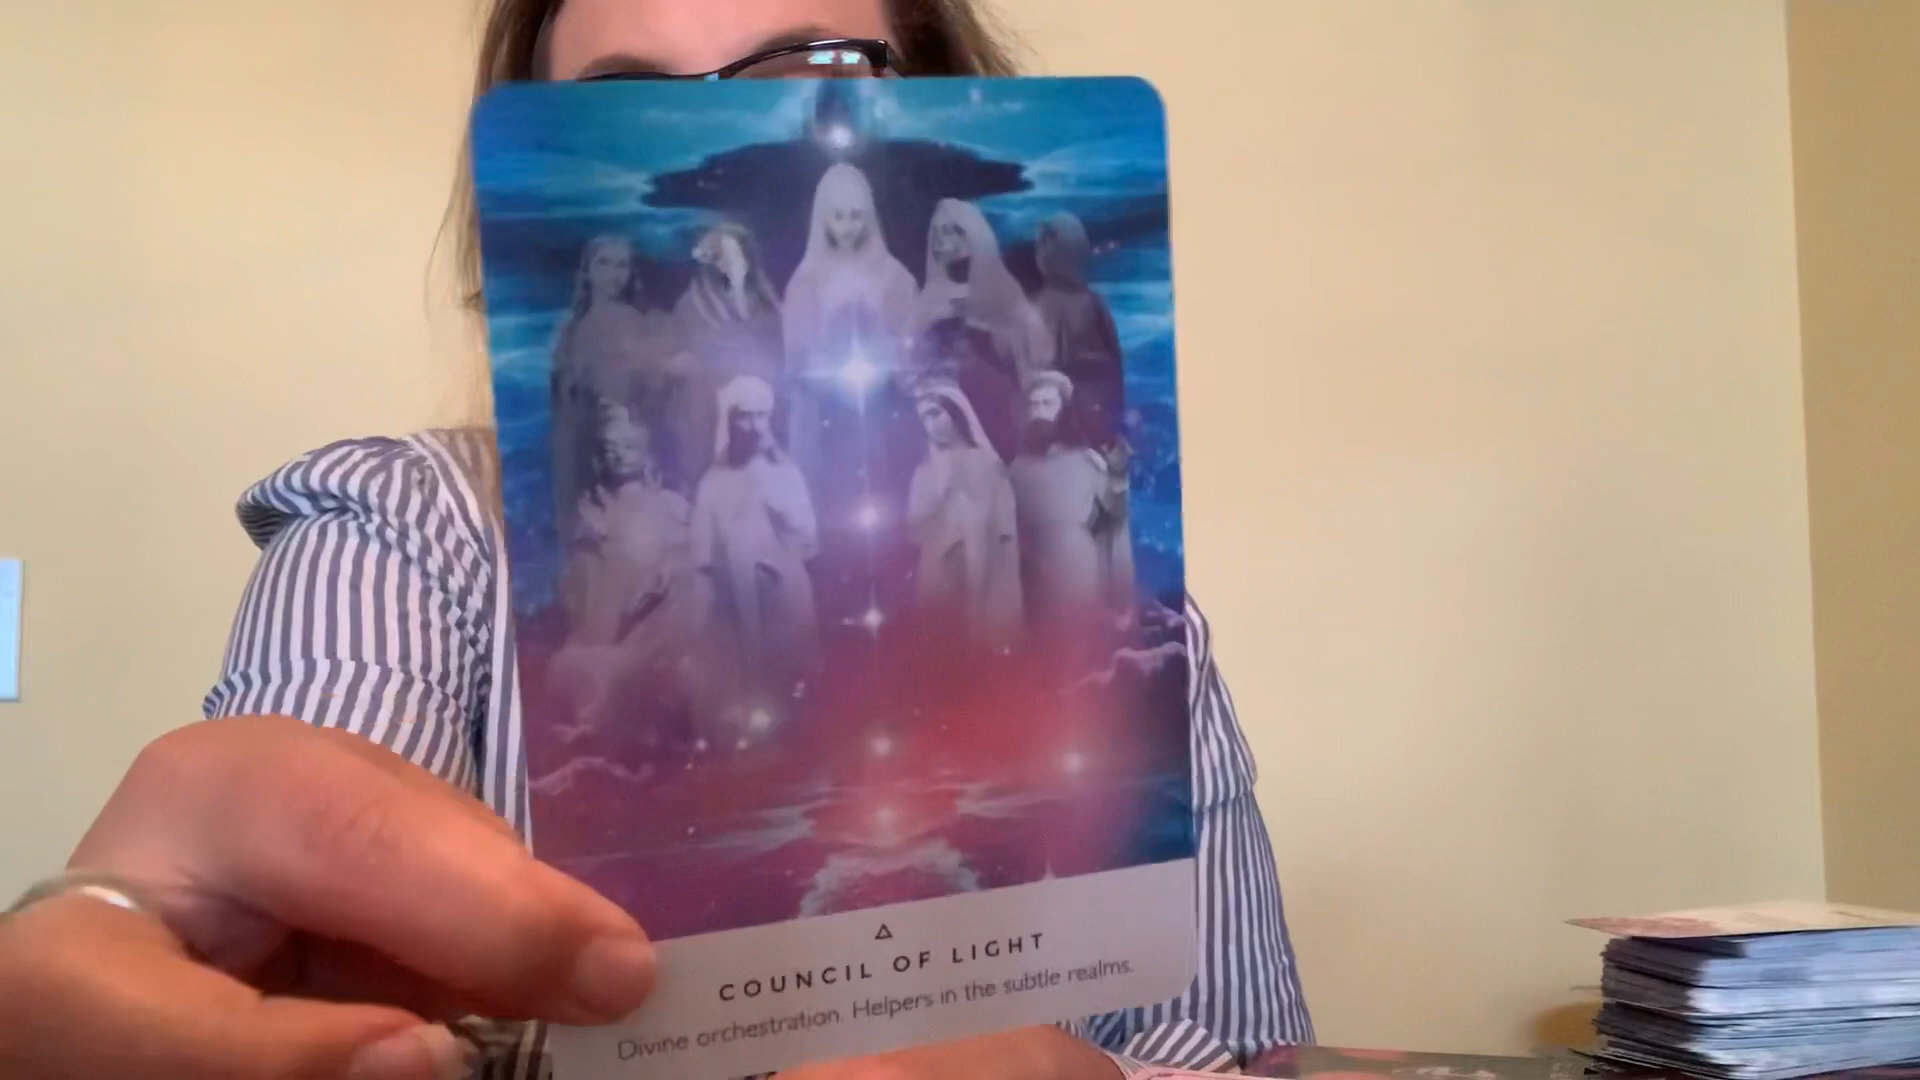 COUNCIL OF LIGHT
Divine orchestration. Helpers in the subtle realms.